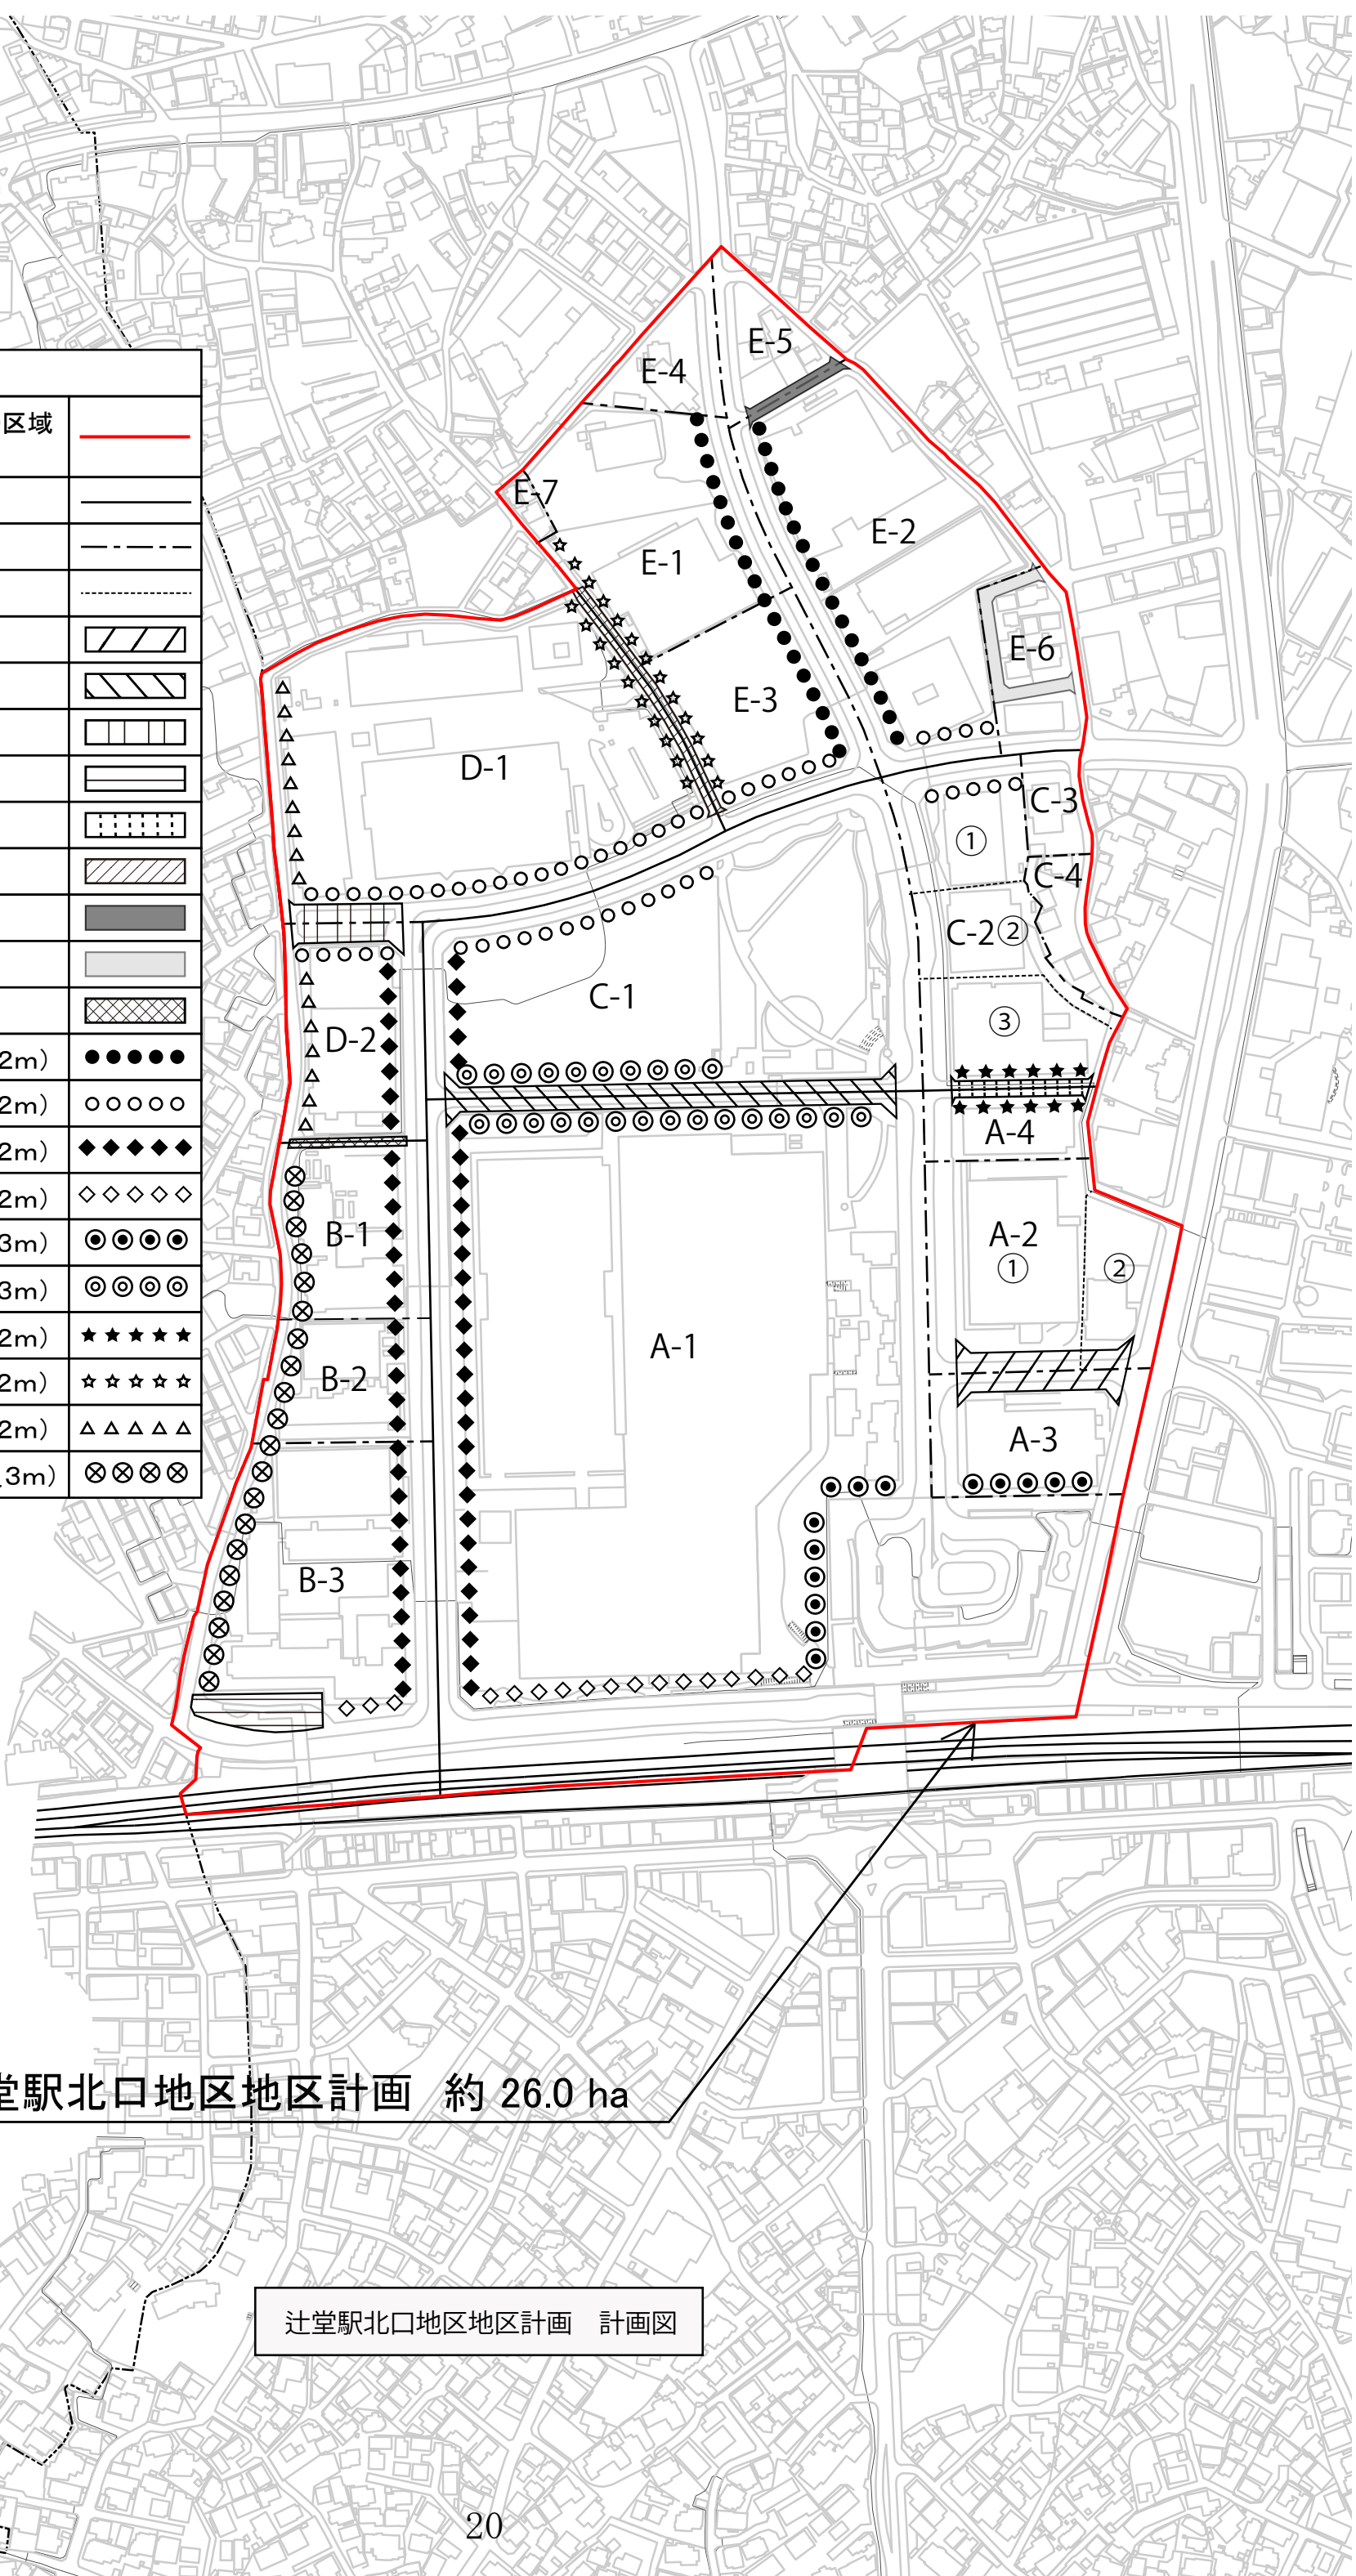 E-5
E-4
区域
E-7
E-2
E-1
E-6
E-3
D-1
C-3
①
C-4
C-2②
C-1
③
D-2
2m)
2m)
A-4
2m)
2m)
B-1
A-2
3m)
①
②
3m)
2m)
A-1
2m)
B-2
2m)
A-3
3m)
B-3
堂駅北口地区地区計画 約 26.0 ha
辻堂駅北口地区地区計画 計画図
20